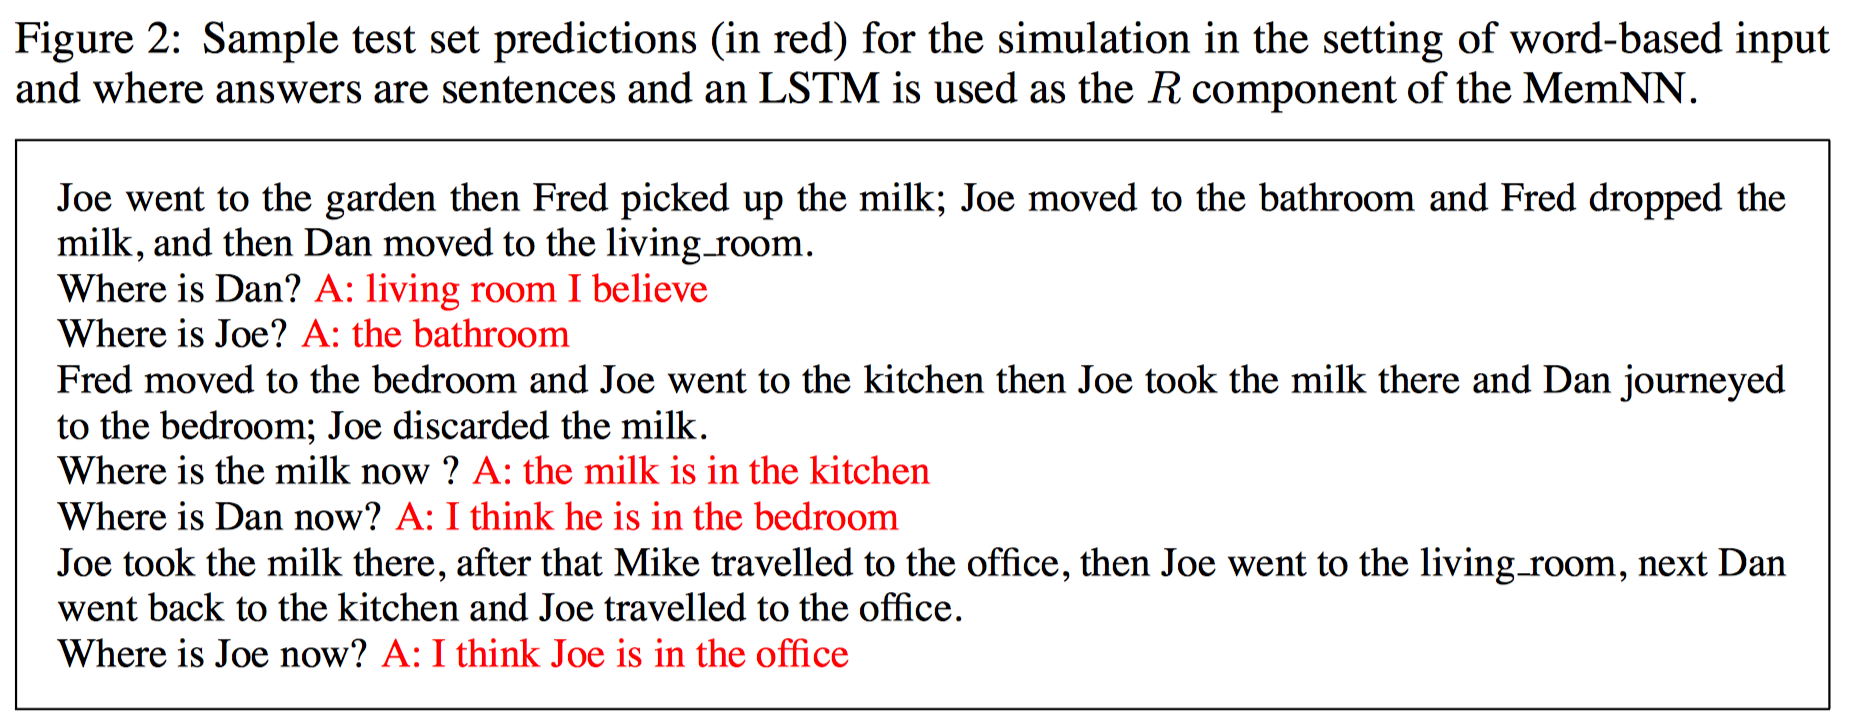 Figure 2: Sample test set predictions (in red) for the simulation in the setting of word-based input
and where answers are sentences and an LSTM is used as the R component of the MemNN.
Joe went to the garden then Fred picked up the milk; Joe moved to the bathroom and Fred dropped the
milk, and then Dan moved to the living_room.
Where is Dan? A: living room I believe
Where is Joe? A: the bathroom
Fred moved to the bedroom and Joe went to the kitchen then Joe took the milk there and Dan journeyed
to the bedroom; Joe discarded the milk.
Where is the milk now ? A: the milk is in the kitchen
Where is Dan now? A: I think he is in the bedroom
Joe took the milk there, after that Mike travelled to the office, then Joe went to the living_room, next Dan
went back to the kitchen and Joe travelled to the office.
Where is Joe now? A: I think Joe is in the office